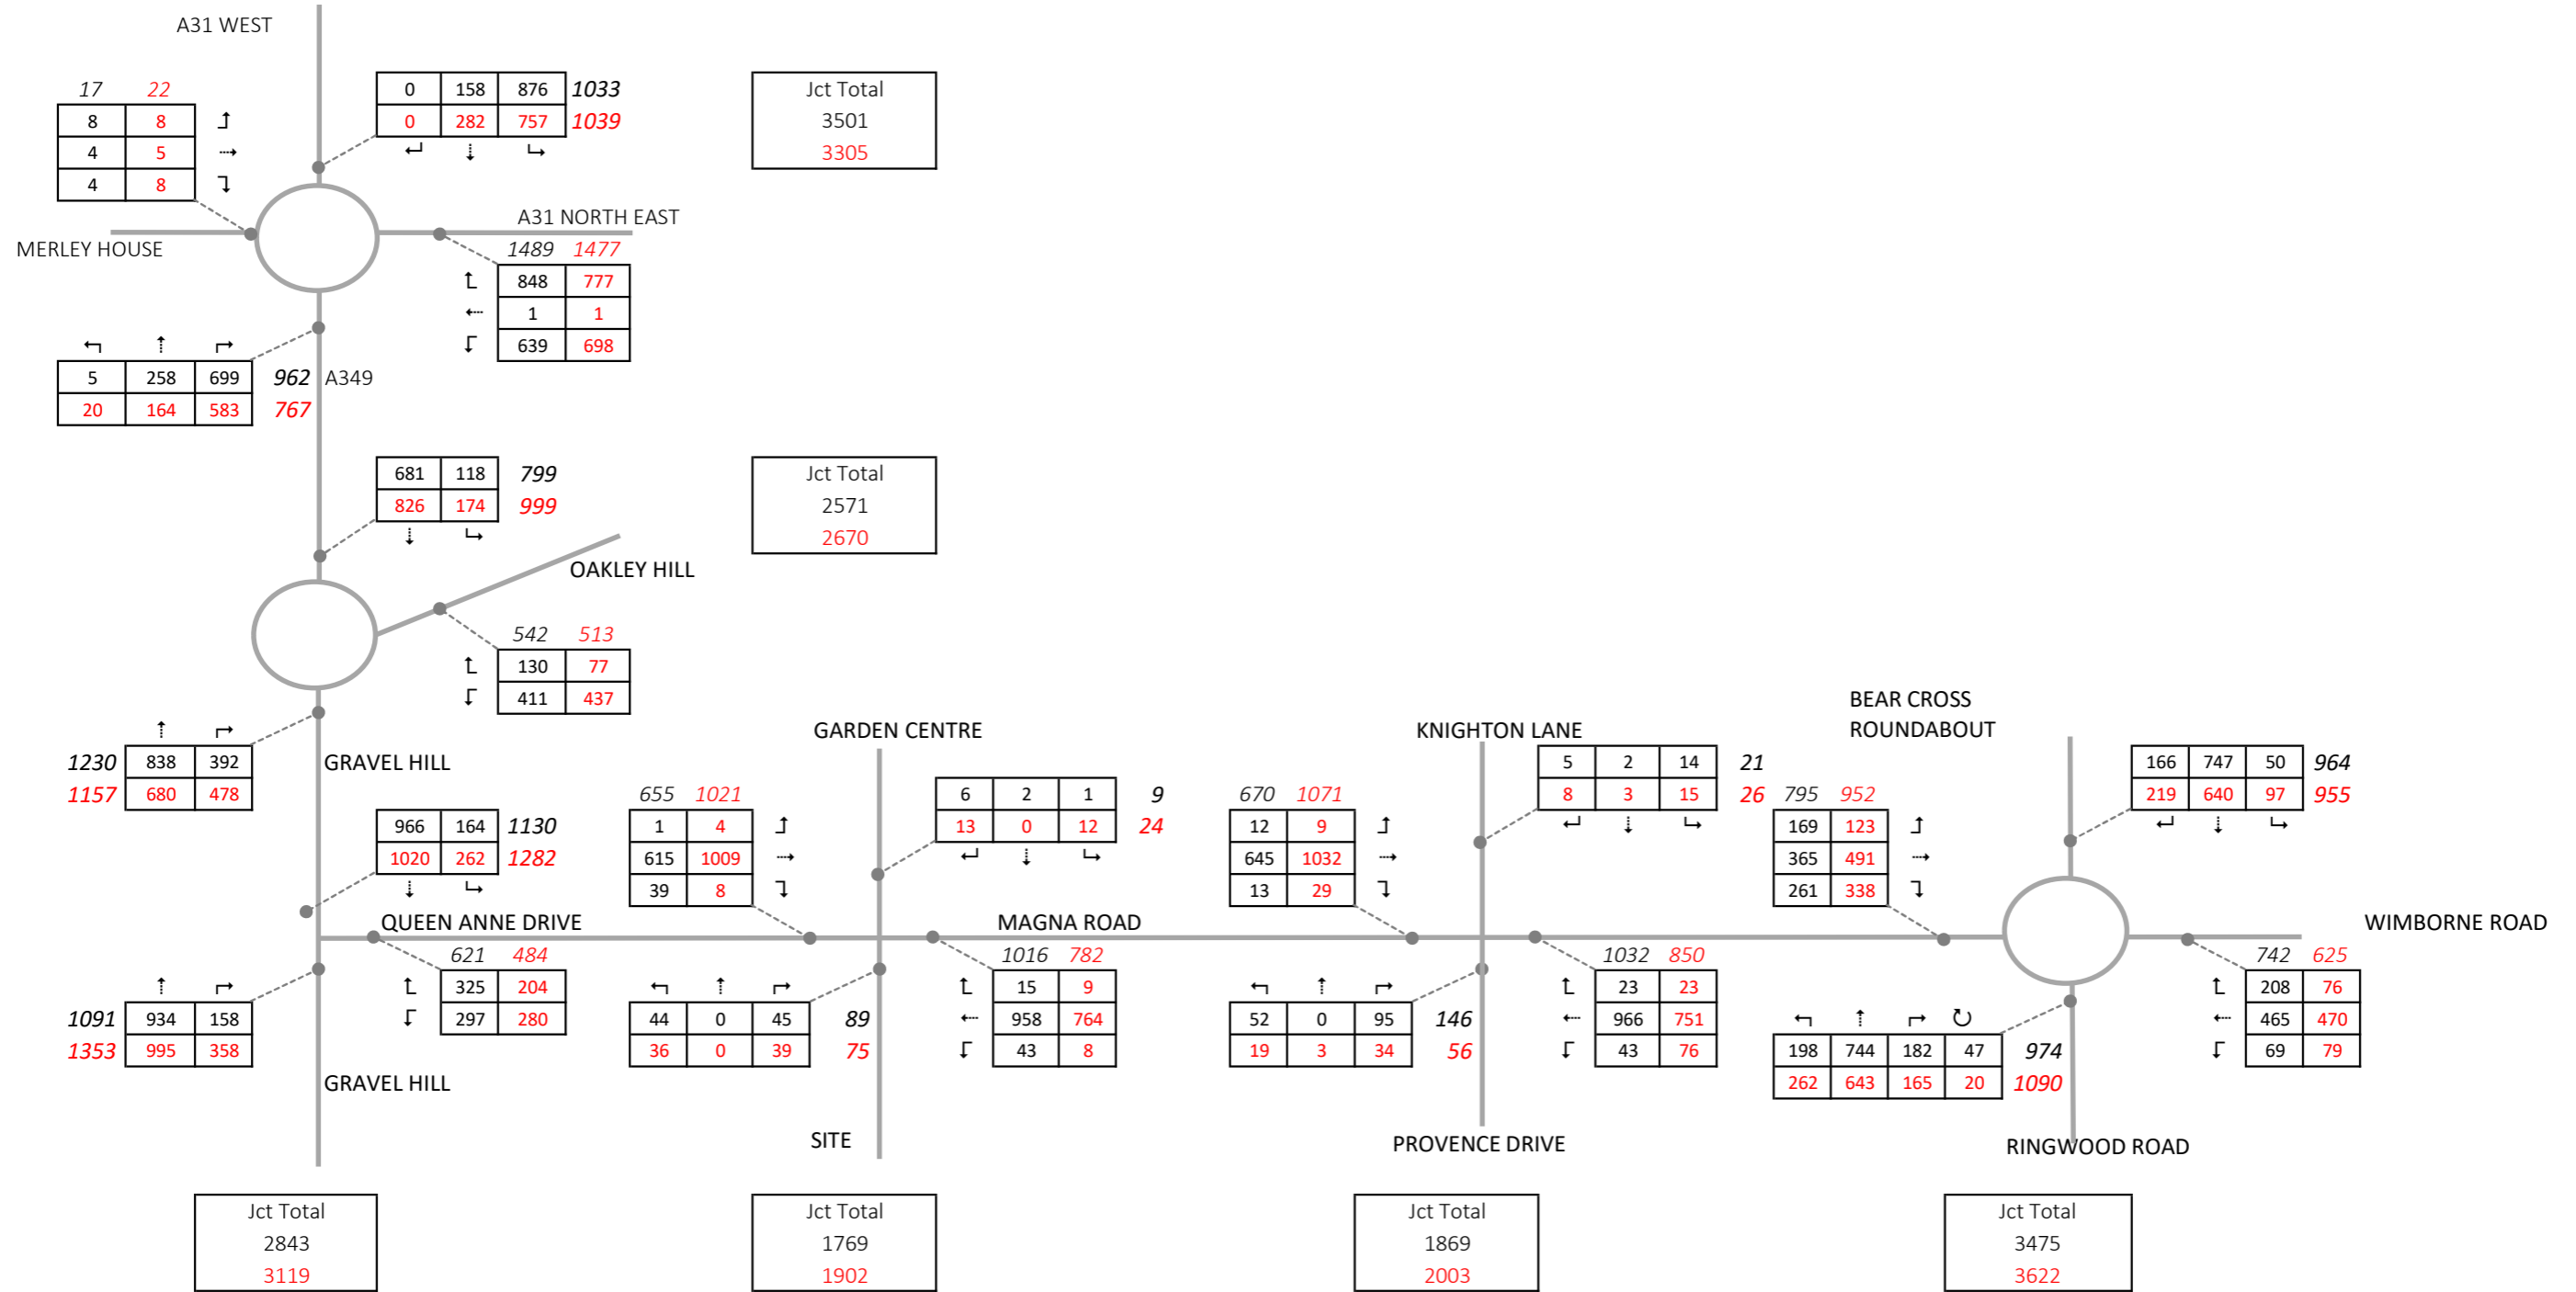 A31 WEST
17 22
8 8
4 5
4 8
0 158 876 1033
0 282 757 1039
Jct Total
3501
3305
MERLEY HOUSE
A31 NORTH EAST
1489 1477
848 777
1 1
639 698
5 258 699 962
20 164 583 767
A349
681 118 799
826 174 999
Jct Total
2571
2670
OAKLEY HILL
542 513
130 77
411 437
1230 838 392
1157 680 478
GRAVEL HILL
966 164 1130
1020 262 1282
QUEEN ANNE DRIVE
621 484
325 204
297 280
1091 934 158
1353 995 358
GRAVEL HILL
Jct Total
2843
3119
GARDEN CENTRE
655 1021
1 4
615 1009
39 8
6 2 1 9
13 0 12 24
MAGNA ROAD
1016 782
15 9
958 764
43 8
44 0 45 89
36 0 39 75
SITE
Jct Total
1769
1902
KNIGHTON LANE
670 1071
12 9
645 1032
13 29
5 2 14 21
8 3 15 26
1032 850
23 23
966 751
43 76
52 0 95 146
19 3 34 56
PROVENCE DRIVE
Jct Total
1869
2003
BEAR CROSS
ROUNDABOUT
795 952
169 123
365 491
261 338
166 747 50 964
219 640 97 955
WIMBORNE ROAD
742 625
208 76
465 470
69 79
198 744 182 47 974
262 643 165 20 1090
RINGWOOD ROAD
Jct Total
3475
3622